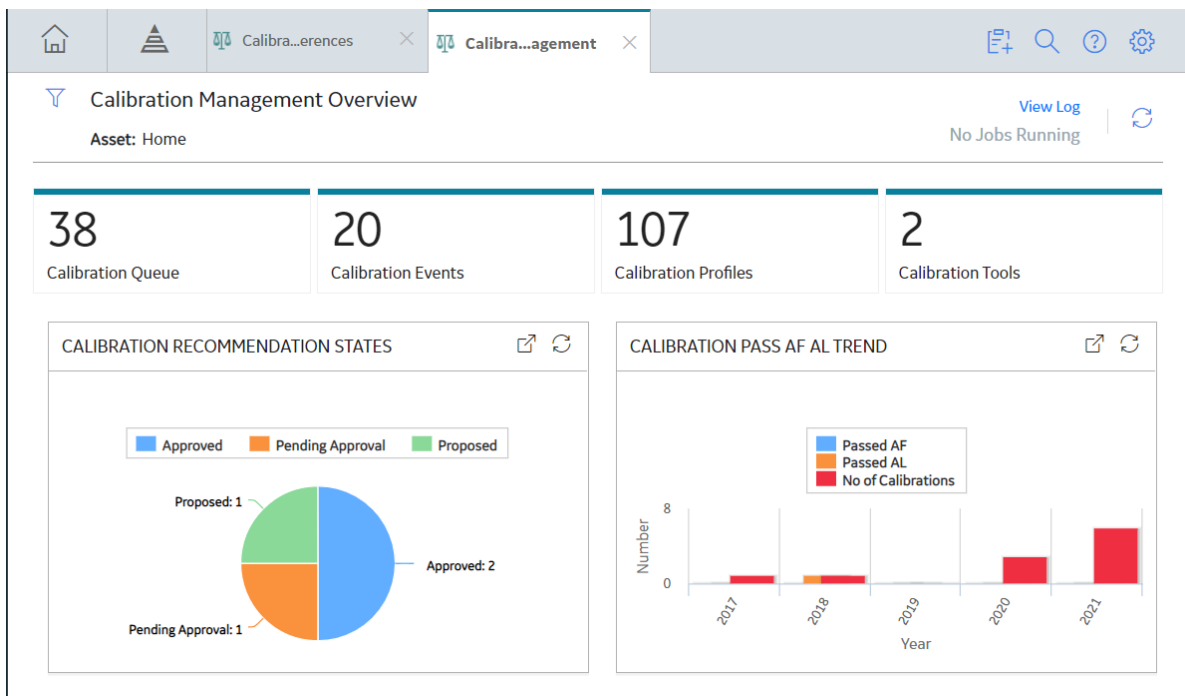 Calibra...erences
Calibra...agement
Calibration Management Overview
Asset: Home
View Log
No Jobs Running
38
Calibration Queue
20
Calibration Events
107
Calibration Profiles
2
Calibration Tools
CALIBRATION RECOMMENDATION STATES
Approved
Pending Approval
Proposed
Proposed: 1
Approved: 2
Pending Approval: 1
CALIBRATION PASS AF AL TREND
Passed AF
Passed AL
No of Calibrations
Number
8
0
2017
2018
2019
2020
2021
Year